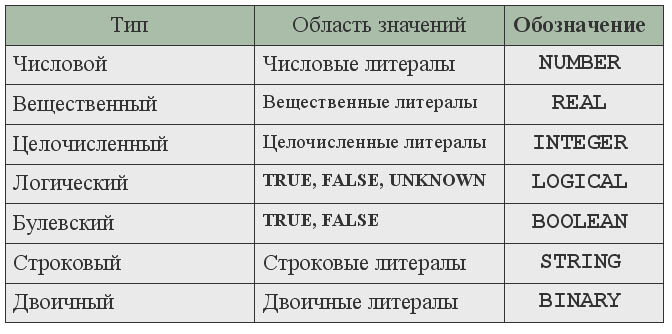 Тип Область значений Обозначение
Числовой Числовые литералы NUMBER
Вещественный Вещественные литералы REAL
Целочисленный Целочисленные литералы INTEGER
Логический TRUE, FALSE, UNKNOWN LOGICAL
Булевский TRUE, FALSE BOOLEAN
Строковый Строковые литералы STRING
Двоичный Двоичные литералы BINARY